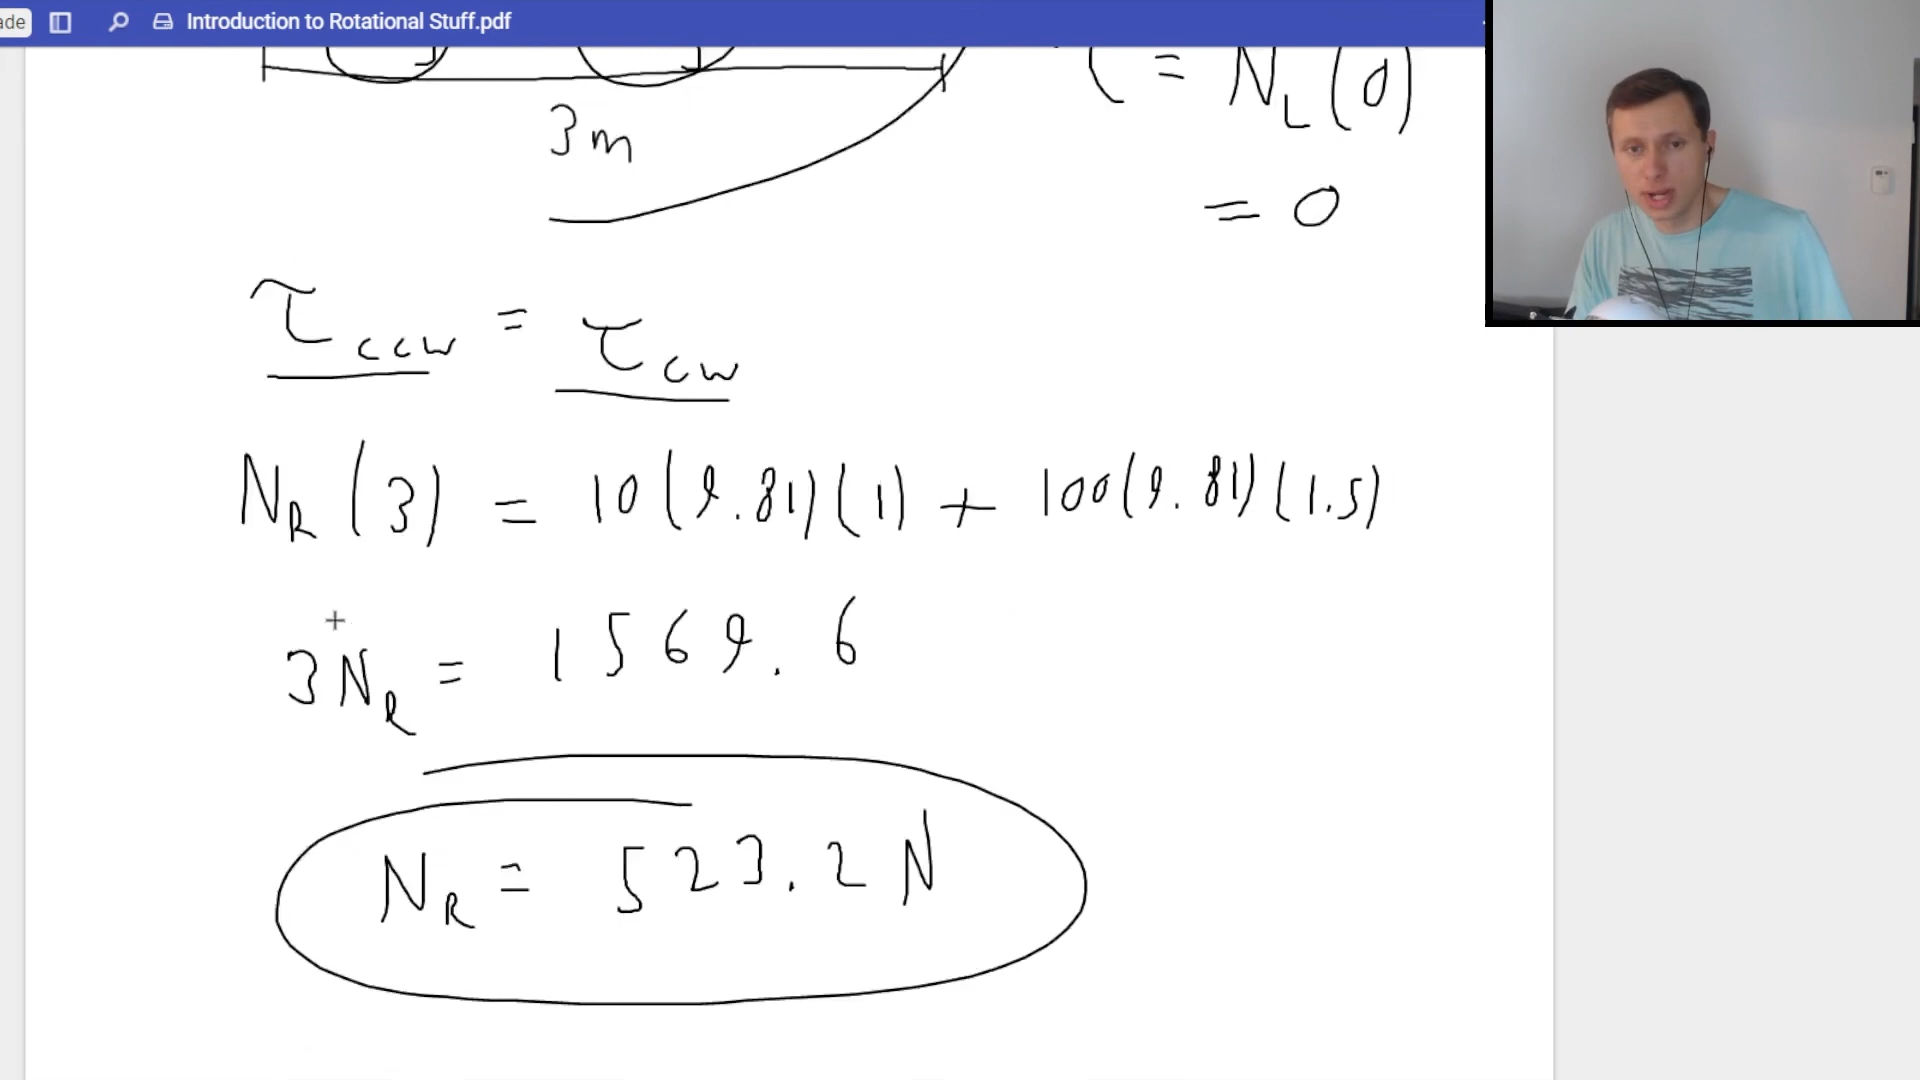 ade
Introduction to Rotational Stuff.pdf
τ = N_L (0)
3m
= 0
τ_ccw = τ_cw
N_R (3) = 10(9.81)(1) + 100(9.81)(1.5)
3N_R = 1569.6
N_R = 523.2 N